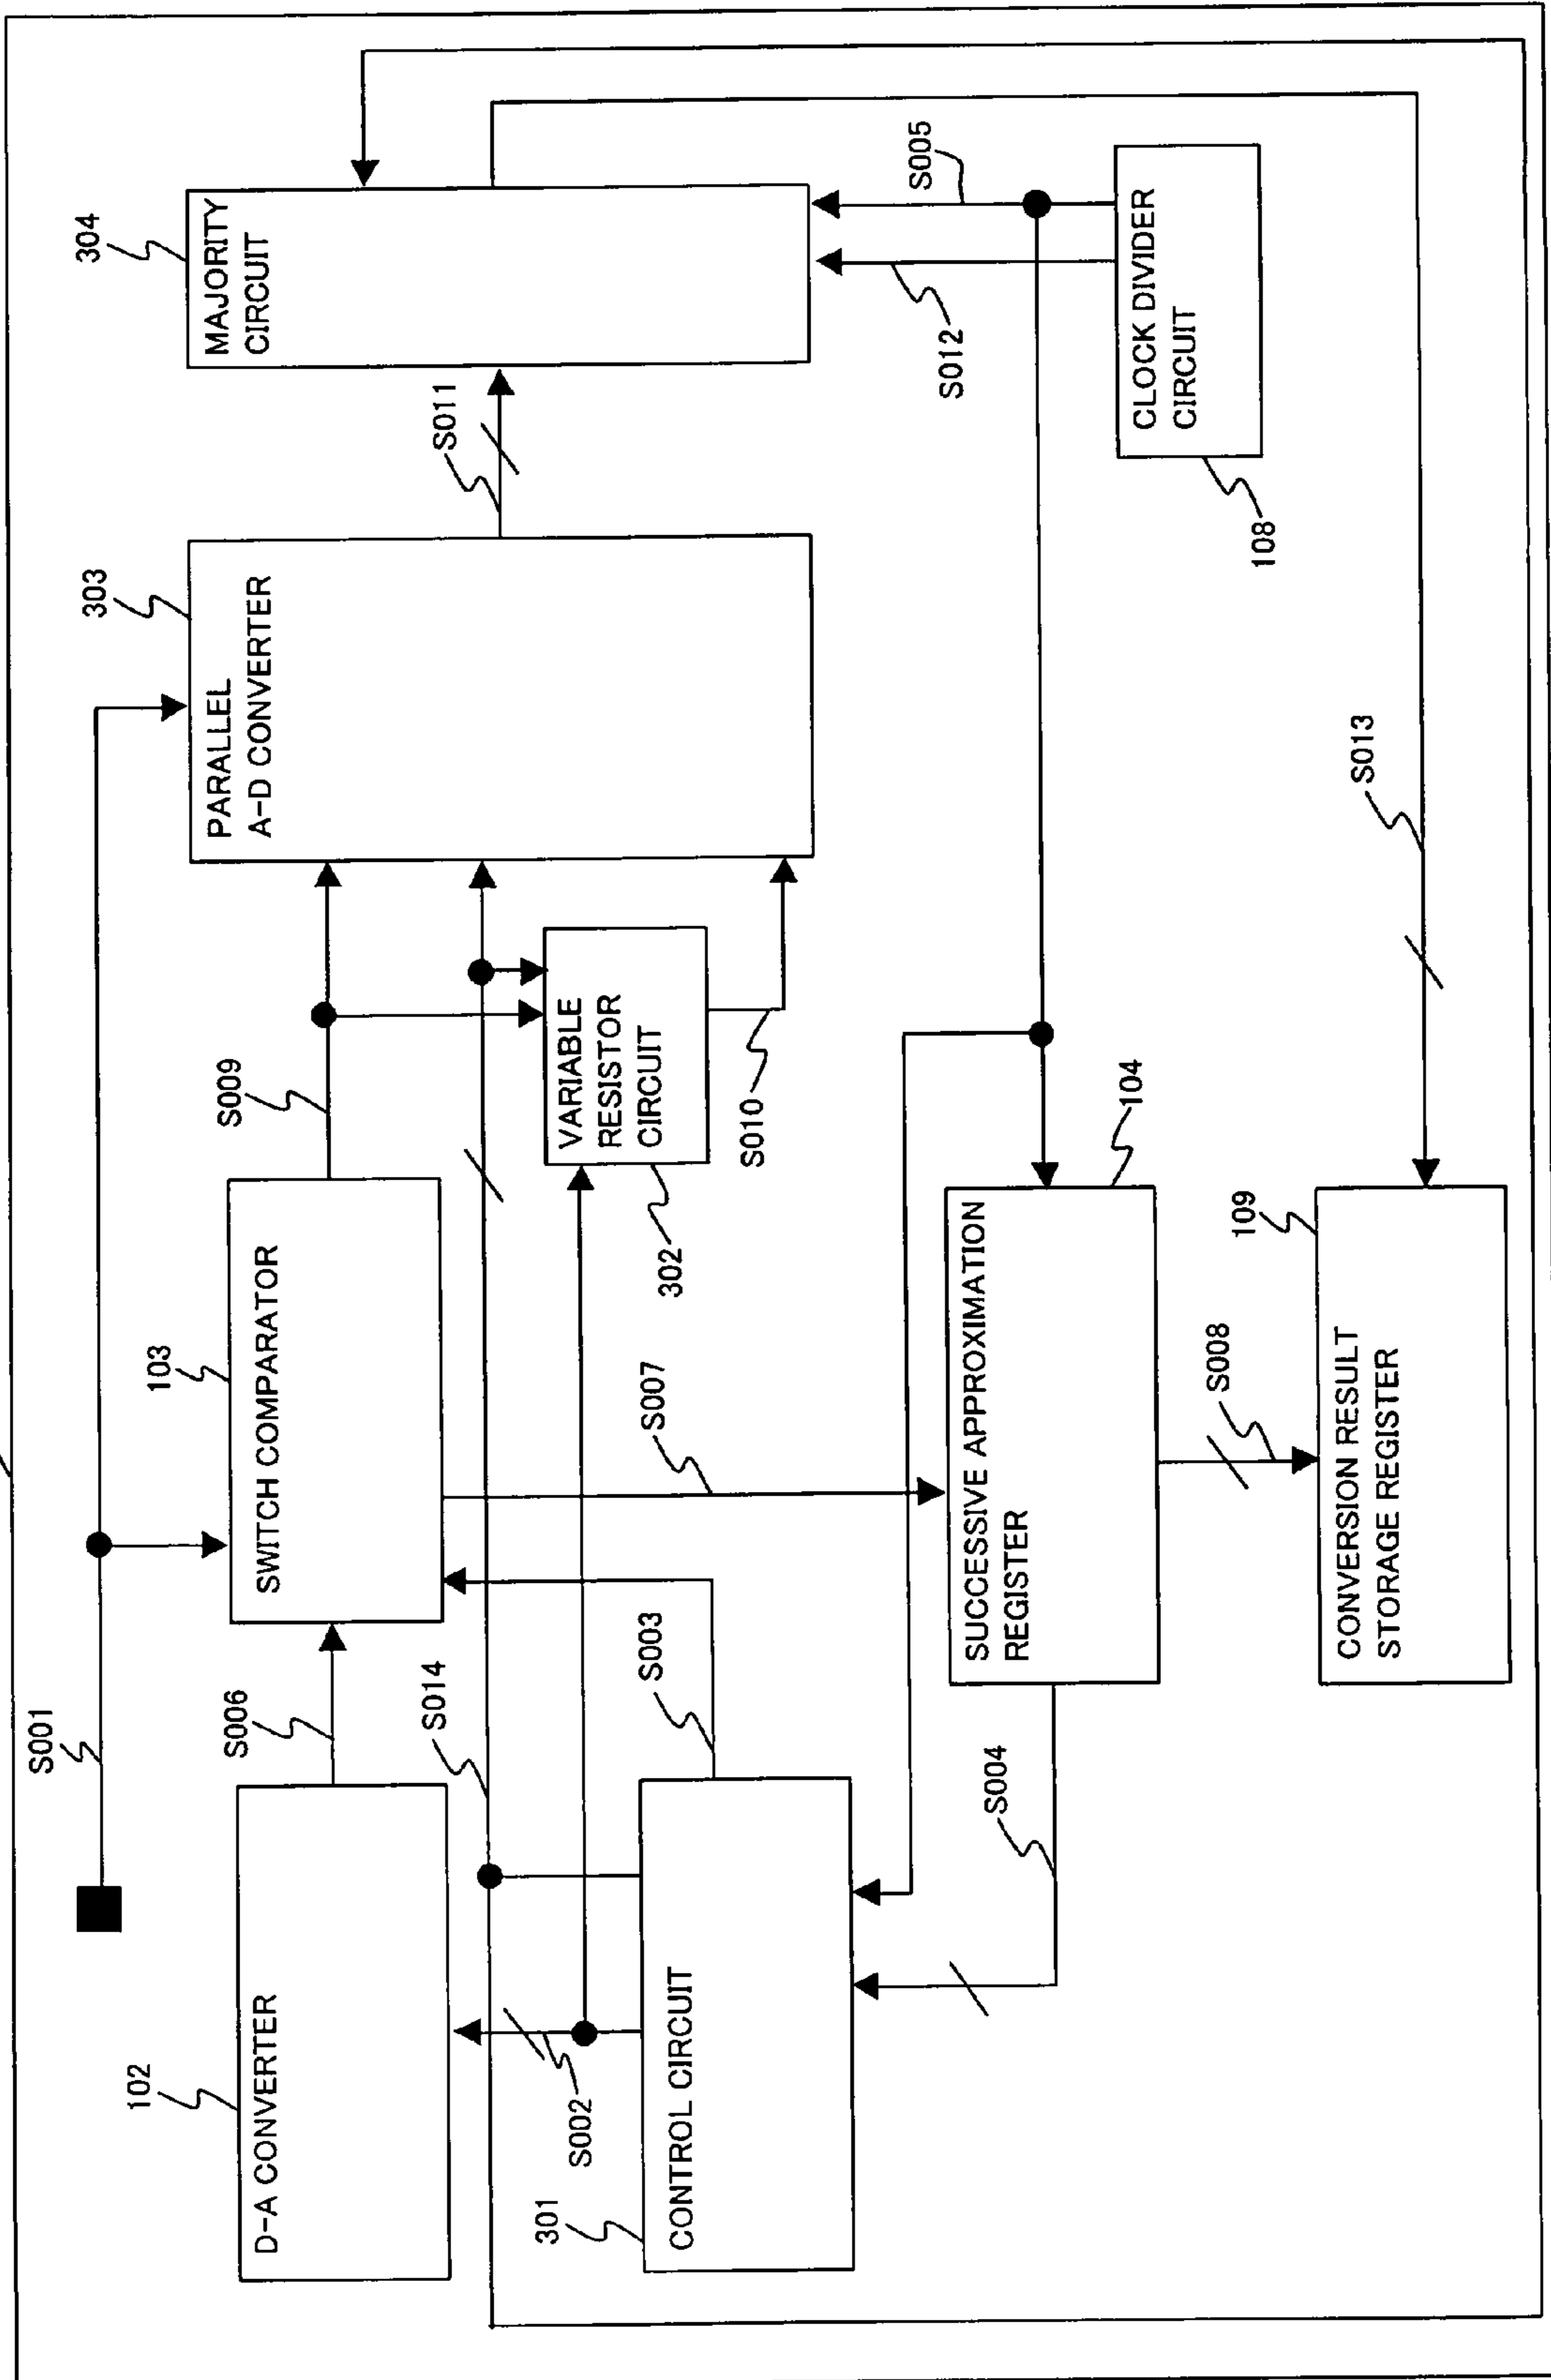 S001
102
D-A CONVERTER
S006
103
SWITCH COMPARATOR
S009
303
PARALLEL
A-D CONVERTER
S011
304
MAJORITY
CIRCUIT
S014
S002
301
CONTROL CIRCUIT
S003
S007
302
VARIABLE
RESISTOR
CIRCUIT
S010
S012
S005
CLOCK DIVIDER
CIRCUIT
108
S004
104
SUCCESSIVE APPROXIMATION
REGISTER
S008
109
CONVERSION RESULT
STORAGE REGISTER
S013